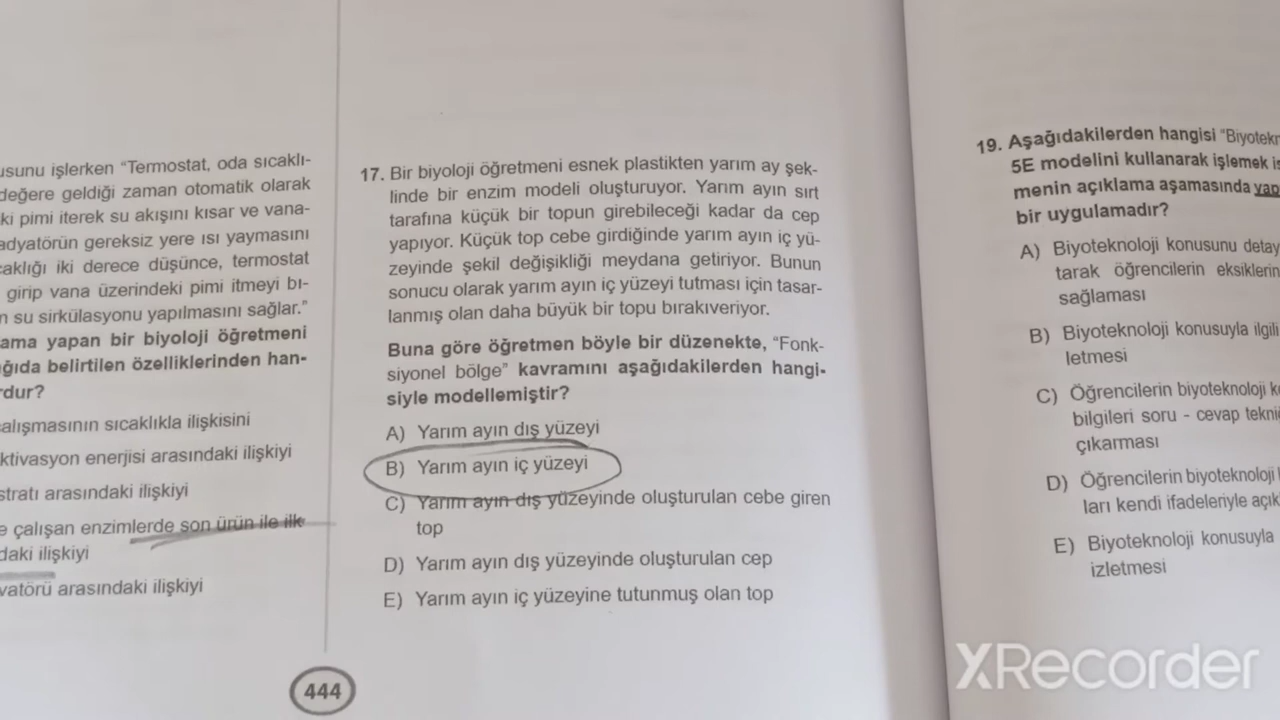 usunu işlerken “Termostat, oda sıcaklı-
değere geldiği zaman otomatik olarak
ki pimi iterek su akışını kısar ve vana-
adyatörün gereksiz yere ısı yaymasını
caklığı iki derece düşünce, termostat
girip vana üzerindeki pimi itmeyi bı-
n su sirkülasyonu yapılmasını sağlar.”
ama yapan bir biyoloji öğretmeni
ğıda belirtilen özelliklerinden han-
rdur?
alışmasının sıcaklıkla ilişkisini
ktivasyon enerjisi arasındaki ilişkiyi
stratı arasındaki ilişkiyi
e çalışan enzimlerde son ürün ile ilk
daki ilişkiyi
vatörü arasındaki ilişkiyi
17. Bir biyoloji öğretmeni esnek plastikten yarım ay şek-
linde bir enzim modeli oluşturuyor. Yarım ayın sırt
tarafına küçük bir topun girebileceği kadar da cep
yapıyor. Küçük top cebe girdiğinde yarım ayın iç yü-
zeyinde şekil değişikliği meydana getiriyor. Bunun
sonucu olarak yarım ayın iç yüzeyi tutması için tasar-
lanmış olan daha büyük bir topu bırakıveriyor.
Buna göre öğretmen böyle bir düzenekte, “Fonk-
siyonel bölge” kavramını aşağıdakilerden hangi-
siyle modellemiştir?
A) Yarım ayın dış yüzeyi
B) Yarım ayın iç yüzeyi
C) Yarım ayın dış yüzeyinde oluşturulan cebe giren
top
D) Yarım ayın dış yüzeyinde oluşturulan cep
E) Yarım ayın iç yüzeyine tutunmuş olan top
444
19. Aşağıdakilerden hangisi “Biyotekn
5E modelini kullanarak işlemek is
menin açıklama aşamasında yap
bir uygulamadır?
A) Biyoteknoloji konusunu detay
tarak öğrencilerin eksiklerin
sağlaması
B) Biyoteknoloji konusuyla ilgili
letmesi
C) Öğrencilerin biyoteknoloji k
bilgileri soru - cevap tekni
çıkarması
D) Öğrencilerin biyoteknoloji
ları kendi ifadeleriyle açık
E) Biyoteknoloji konusuyla
izletmesi
XRecorder